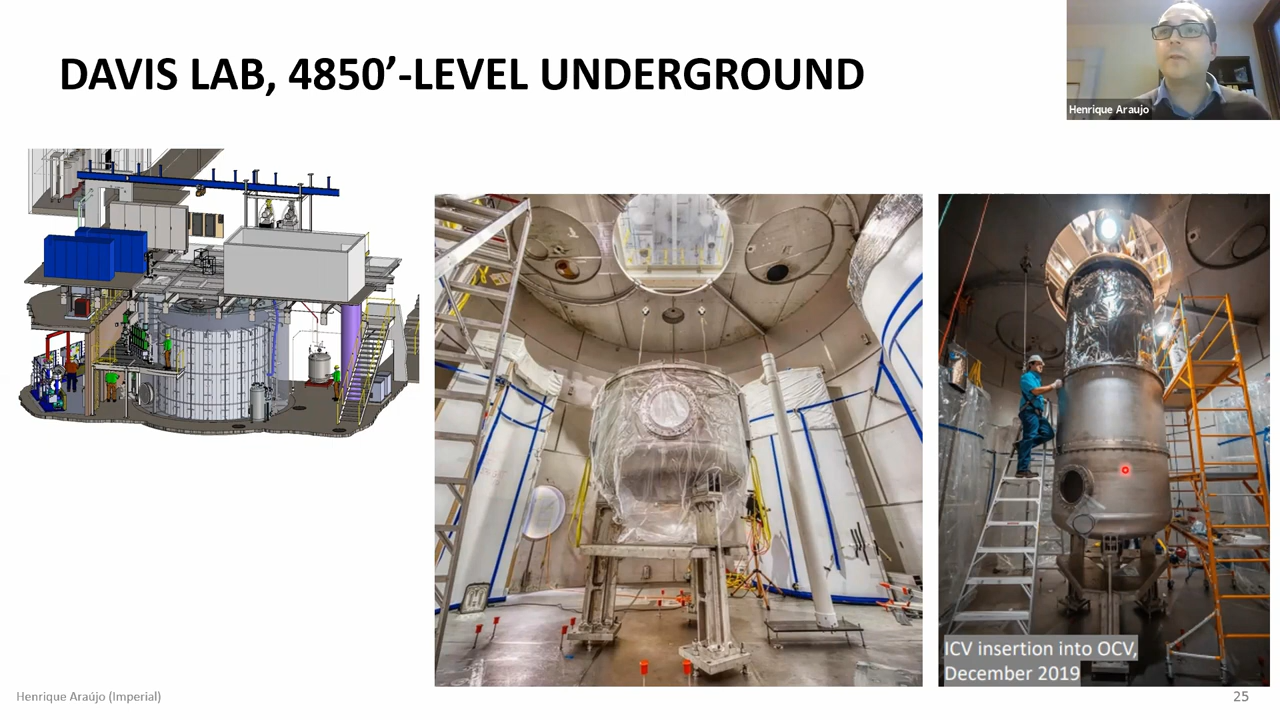 DAVIS LAB, 4850’-LEVEL UNDERGROUND
Henrique Araujo
ICV insertion into OCV,
December 2019
Henrique Araújo (Imperial)
25